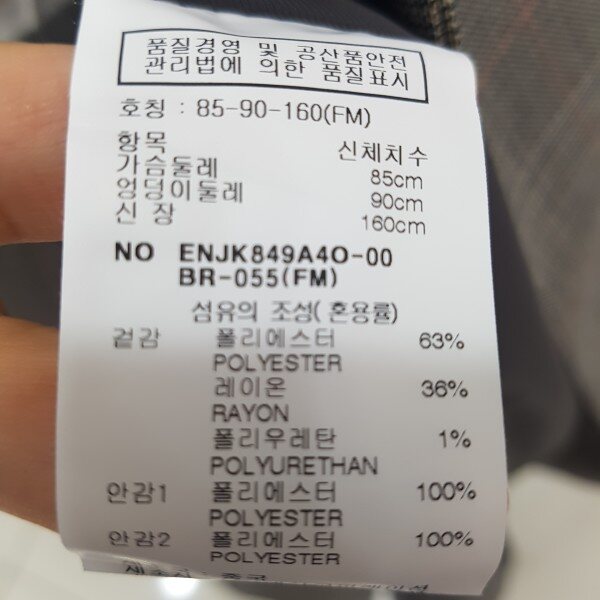 품질경영 및 공산품안전
관리법에 의한 품질표시
호칭 : 85-90-160(FM)
항목 신체치수
가슴둘레 85cm
엉덩이둘레 90cm
신 장 160cm
NO ENJK849A4O-00
BR-055(FM)
섬유의 조성( 혼용률)
겉감 폴리에스터 63%
POLYESTER
레이온 36%
RAYON
폴리우레탄 1%
POLYURETHAN
안감1 폴리에스터 100%
POLYESTER
안감2 폴리에스터 100%
POLYESTER